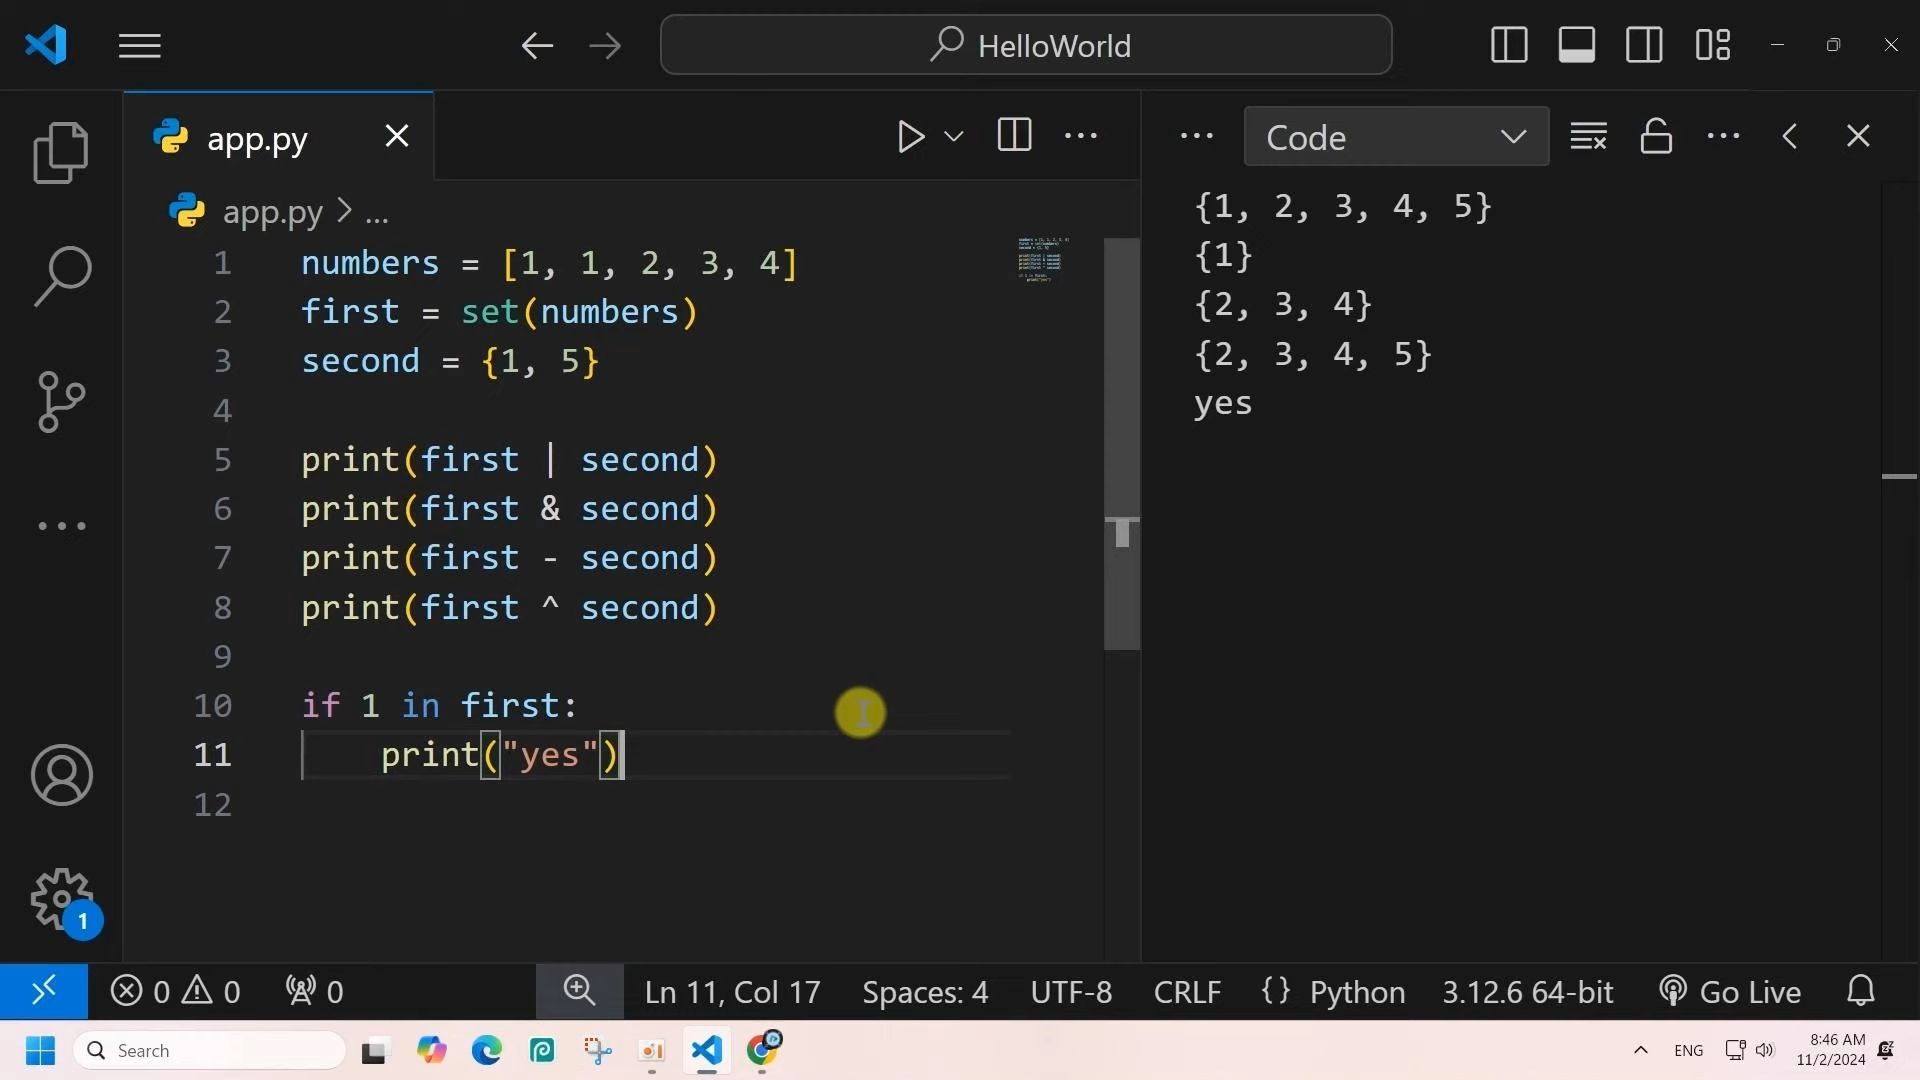 HelloWorld
app.py
Code
app.py > ...
1 numbers = [1, 1, 2, 3, 4]
2 first = set(numbers)
3 second = {1, 5}
4
5 print(first | second)
6 print(first & second)
7 print(first - second)
8 print(first ^ second)
9
10 if 1 in first:
11     print("yes")
12
{1, 2, 3, 4, 5}
{1}
{2, 3, 4}
{2, 3, 4, 5}
yes
1
0 0 0 Ln 11, Col 17 Spaces: 4 UTF-8 CRLF {} Python 3.12.6 64-bit Go Live
Search
ENG
8:46 AM
11/2/2024